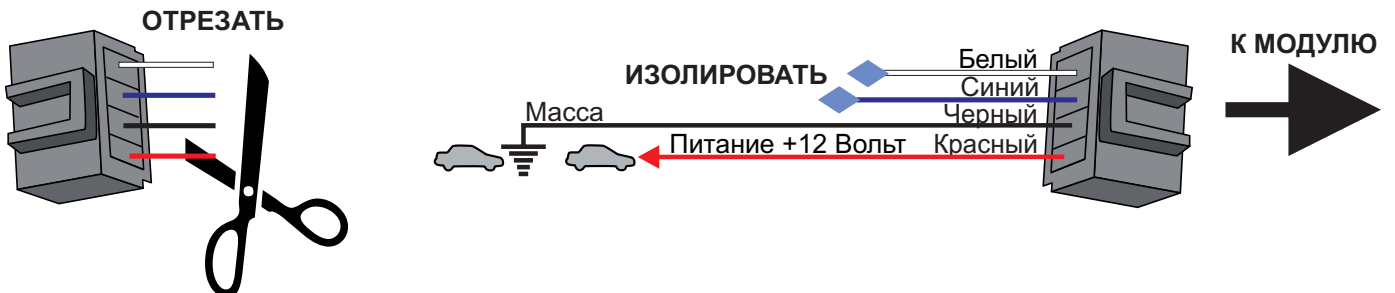 ОТРЕЗАТЬ
К МОДУЛЮ
Белый
ИЗОЛИРОВАТЬ
Синий
Масса
Черный
Питание +12 Вольт
Красный